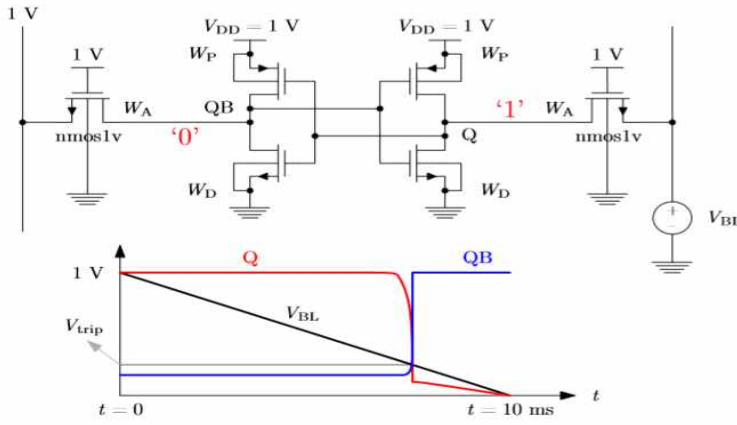 1 V
V_DD = 1 V
V_DD = 1 V
1 V
W_P
W_P
1 V
W_A
QB
'0'
'1'
W_A
nmos1v
Q
nmos1v
W_D
W_D
V_BL
Q
QB
1 V
V_BL
V_trip
t
t = 0
t = 10 ms